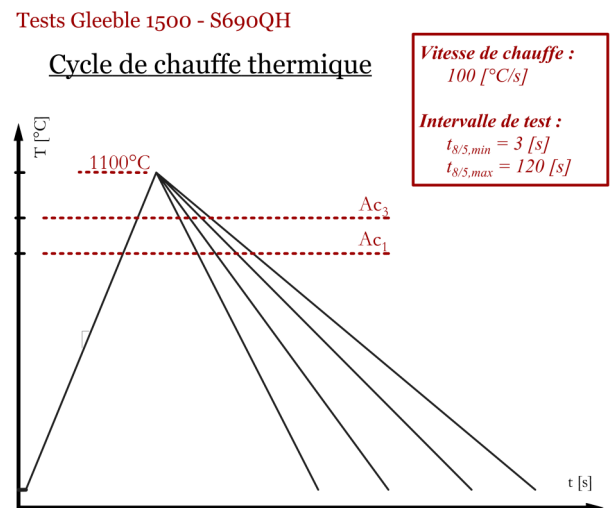 Tests Gleeble 1500 - S690QH
Cycle de chauffe thermique
Vitesse de chauffe :
100 [°C/s]
Intervalle de test :
t8/5,min = 3 [s]
t8/5,max = 120 [s]
T [°C]
1100°C
Ac3
Ac1
t [s]